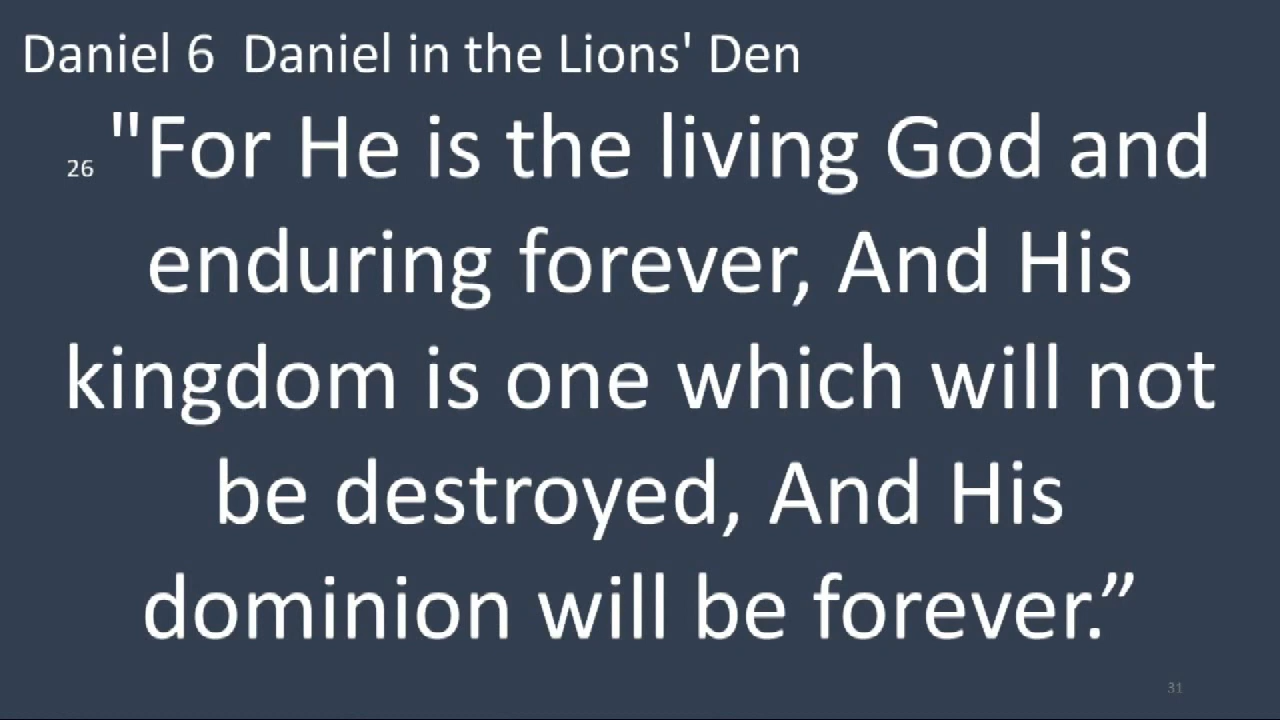 Daniel 6  Daniel in the Lions' Den
26 "For He is the living God and
enduring forever, And His
kingdom is one which will not
be destroyed, And His
dominion will be forever.”
31